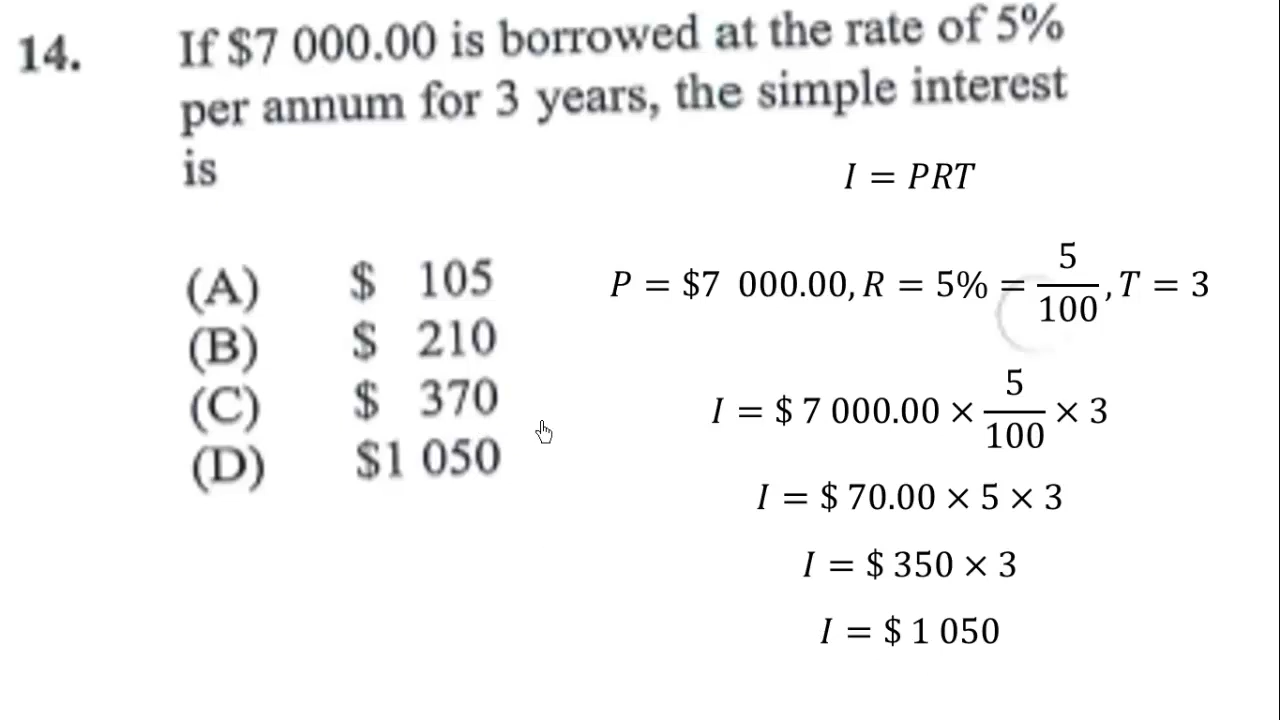 14. If $7 000.00 is borrowed at the rate of 5%
per annum for 3 years, the simple interest
is
I = PRT
(A) $ 105
(B) $ 210
(C) $ 370
(D) $1 050
P = $7 000.00, R = 5% = 5/100, T = 3
I = $ 7 000.00 × 5/100 × 3
I = $ 70.00 × 5 × 3
I = $ 350 × 3
I = $ 1 050